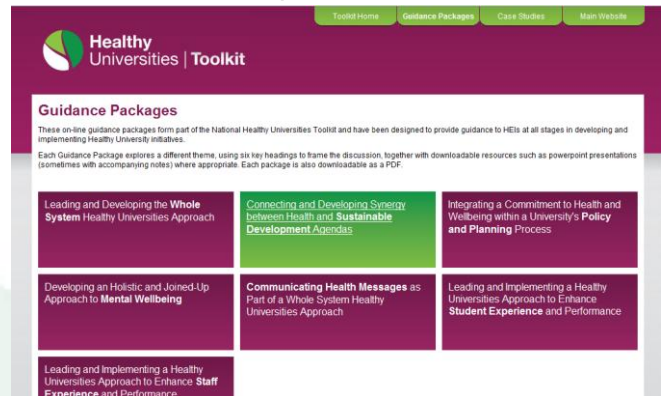 Toolkit Home Guidance Packages Case Studies Main Website
Healthy
Universities | Toolkit
Guidance Packages
These on-line guidance packages form part of the National Healthy Universities Toolkit and have been designed to provide guidance to HEIs at all stages in developing and
implementing Healthy University initiatives.
Each Guidance Package explores a different theme, using six key headings to frame the discussion, together with downloadable resources such as powerpoint presentations
(sometimes with accompanying notes) where appropriate. Each package is also downloadable as a PDF.
Leading and Developing the Whole
System Healthy Universities Approach
Connecting and Developing Synergy
between Health and Sustainable
Development Agendas
Integrating a Commitment to Health and
Wellbeing within a University's Policy
and Planning Process
Developing an Holistic and Joined-Up
Approach to Mental Wellbeing
Communicating Health Messages as
Part of a Whole System Healthy
Universities Approach
Leading and Implementing a Healthy
Universities Approach to Enhance
Student Experience and Performance
Leading and Implementing a Healthy
Universities Approach to Enhance Staff
Experience and Performance